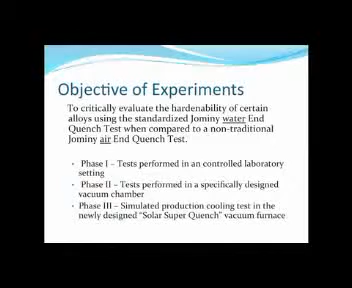 Objective of Experiments
To critically evaluate the hardenability of certain
alloys using the standardized Jominy water End
Quench Test when compared to a non-traditional
Jominy air End Quench Test.
• Phase I – Tests performed in an controlled laboratory
setting
• Phase II – Tests performed in a specifically designed
vacuum chamber
• Phase III – Simulated production cooling test in the
newly designed “Solar Super Quench” vacuum furnace